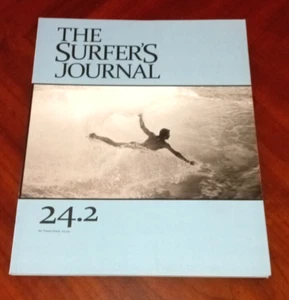 THE
SURFER'S
JOURNAL
24.2